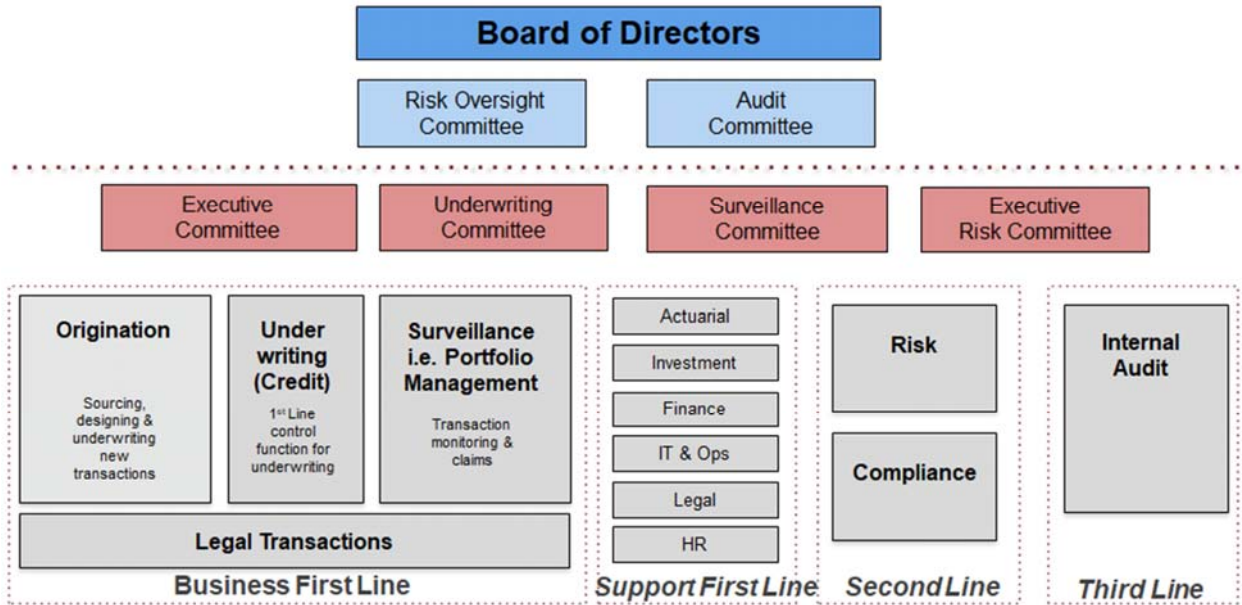 Board of Directors
Risk Oversight
Committee
Audit
Committee
Executive
Committee
Underwriting
Committee
Surveillance
Committee
Executive
Risk Committee
Origination
Sourcing,
designing &
underwriting
new
transactions
Under
writing
(Credit)
1st Line
control
function for
underwriting
Surveillance
i.e. Portfolio
Management
Transaction
monitoring &
claims
Legal Transactions
Business First Line
Actuarial
Investment
Finance
IT & Ops
Legal
HR
Support First Line
Risk
Compliance
Second Line
Internal
Audit
Third Line